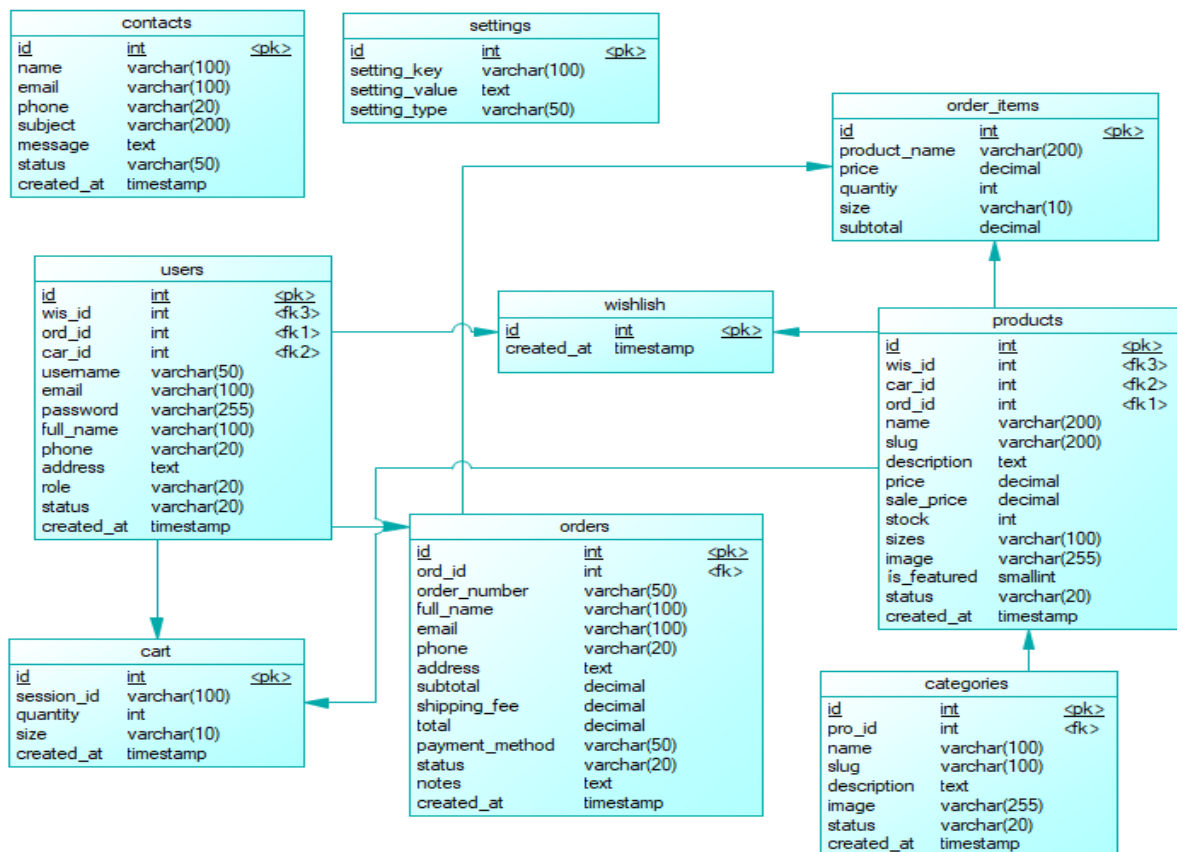 contacts
id int <pk>
name varchar(100)
email varchar(100)
phone varchar(20)
subject varchar(200)
message text
status varchar(50)
created_at timestamp
settings
id int <pk>
setting_key varchar(100)
setting_value text
setting_type varchar(50)
order_items
id int <pk>
product_name varchar(200)
price decimal
quantiy int
size varchar(10)
subtotal decimal
users
id int <pk>
wis_id int <fk3>
ord_id int <fk1>
car_id int <fk2>
username varchar(50)
email varchar(100)
password varchar(255)
full_name varchar(100)
phone varchar(20)
address text
role varchar(20)
status varchar(20)
created_at timestamp
wishlish
id int <pk>
created_at timestamp
products
id int <pk>
wis_id int <fk3>
car_id int <fk2>
ord_id int <fk1>
name varchar(200)
slug varchar(200)
description text
price decimal
sale_price decimal
stock int
sizes varchar(100)
image varchar(255)
is_featured smallint
status varchar(20)
created_at timestamp
orders
id int <pk>
ord_id int <fk>
order_number varchar(50)
full_name varchar(100)
email varchar(100)
phone varchar(20)
address text
subtotal decimal
shipping_fee decimal
total decimal
payment_method varchar(50)
status varchar(20)
notes text
created_at timestamp
cart
id int <pk>
session_id varchar(100)
quantity int
size varchar(10)
created_at timestamp
categories
id int <pk>
pro_id int <fk>
name varchar(100)
slug varchar(100)
description text
image varchar(255)
status varchar(20)
created_at timestamp